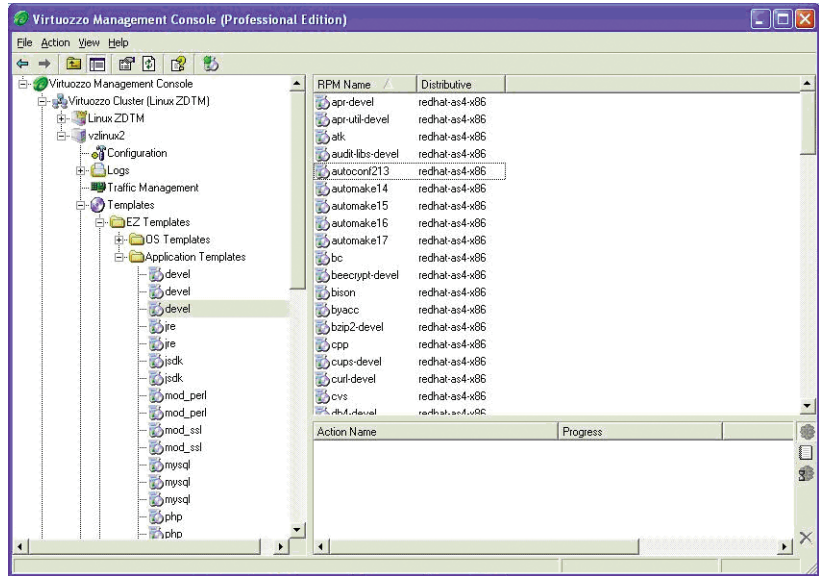 Virtuozzo Management Console (Professional Edition)
File Action View Help
Virtuozzo Management Console
Virtuozzo Cluster (Linux ZDTM)
Linux ZDTM
vzlinux2
Configuration
Logs
Traffic Management
Templates
EZ Templates
OS Templates
Application Templates
devel
devel
devel
jre
jre
jsdk
jsdk
mod_perl
mod_perl
mod_ssl
mod_ssl
mysql
mysql
mysql
php
php
RPM Name Distributive
apr-devel redhat-as4-x86
apr-util-devel redhat-as4-x86
atk redhat-as4-x86
audit-libs-devel redhat-as4-x86
autoconf213 redhat-as4-x86
automake14 redhat-as4-x86
automake15 redhat-as4-x86
automake16 redhat-as4-x86
automake17 redhat-as4-x86
bc redhat-as4-x86
beecrypt-devel redhat-as4-x86
bison redhat-as4-x86
byacc redhat-as4-x86
bzip2-devel redhat-as4-x86
cpp redhat-as4-x86
cups-devel redhat-as4-x86
curl-devel redhat-as4-x86
cvs redhat-as4-x86
db4-devel redhat-as4-x86
Action Name Progress